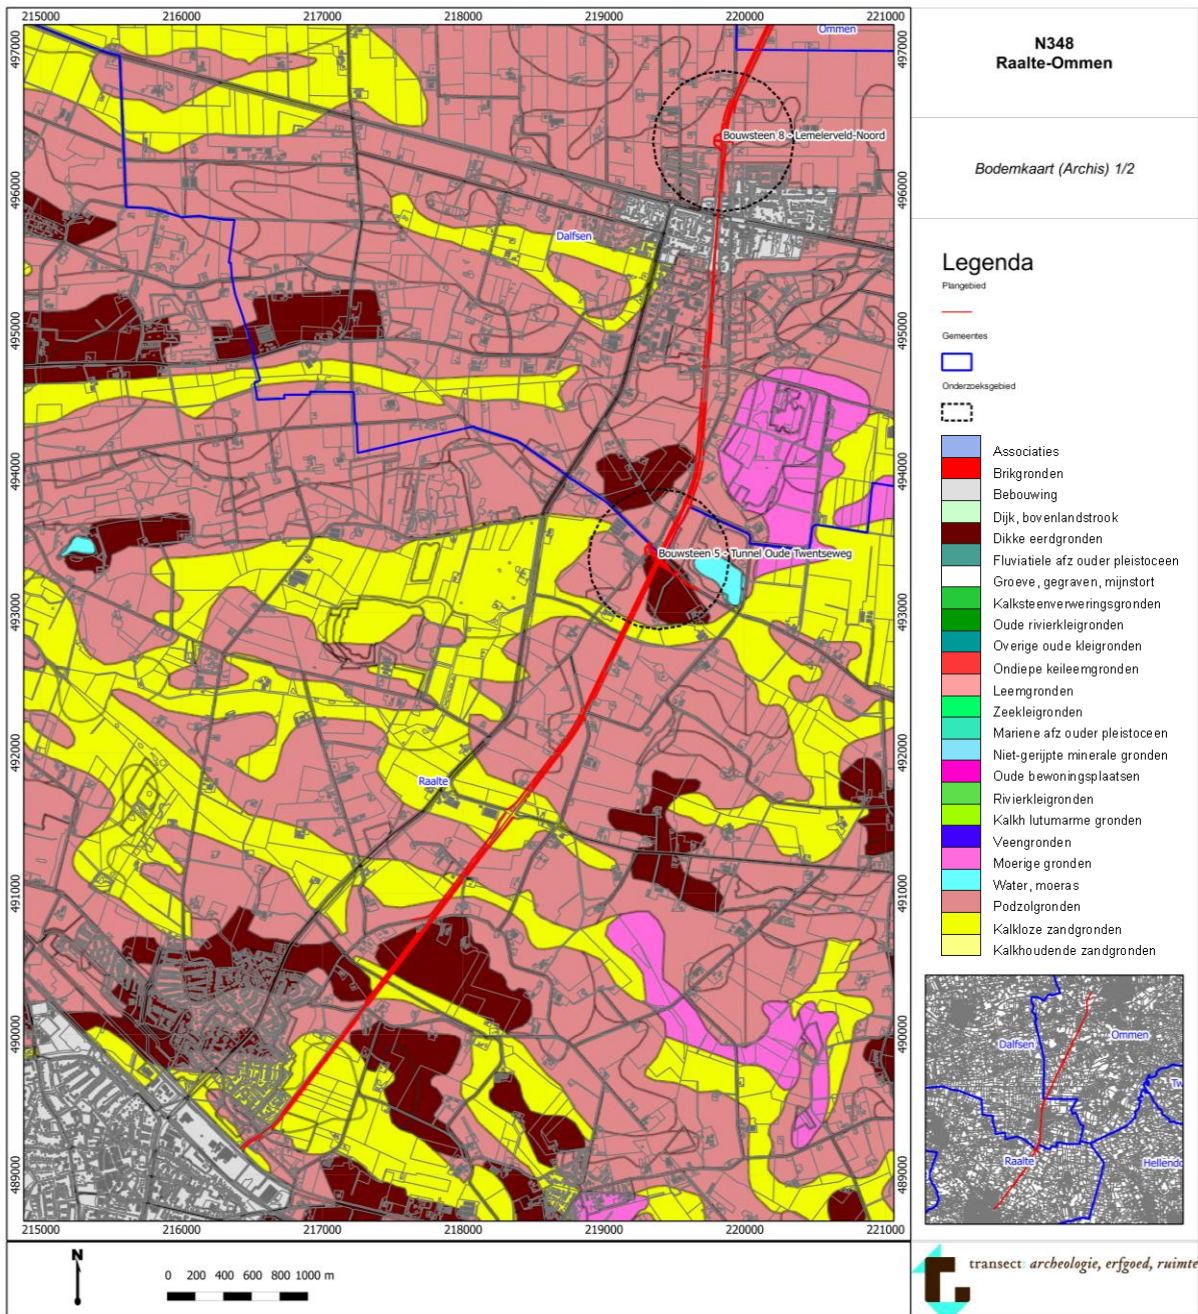 215000 216000 217000 218000 219000 220000 221000
497000
496000
495000
494000
493000
492000
491000
490000
489000
497000
496000
495000
494000
493000
492000
491000
490000
489000
Ommen
Bouwsteen 8 - Lemelerveld-Noord
Dalfsen
Bouwsteen 5 - Tunnel Oude Twentseweg
Raalte
215000 216000 217000 218000 219000 220000 221000
N348
Raalte-Ommen
Bodemkaart (Archis) 1/2
Legenda
Plangebied
Gemeentes
Onderzoeksgebied
Associaties
Brikgronden
Bebouwing
Dijk, bovenlandstrook
Dikke eerdgronden
Fluviatiele afz ouder pleistoceen
Groeve, gegraven, mijnstort
Kalksteenverweringsgronden
Oude rivierkleigronden
Overige oude kleigronden
Ondiepe keileemgronden
Leemgronden
Zeekleigronden
Mariene afz ouder pleistoceen
Niet-gerijpte minerale gronden
Oude bewoningsplaatsen
Rivierkleigronden
Kalkh lutumarme gronden
Veengronden
Moerige gronden
Water, moeras
Podzolgronden
Kalkloze zandgronden
Kalkhoudende zandgronden
Dalfsen
Ommen
Tw
Raalte
Hellendo
N
0 200 400 600 800 1000 m
transect: archeologie, erfgoed, ruimte